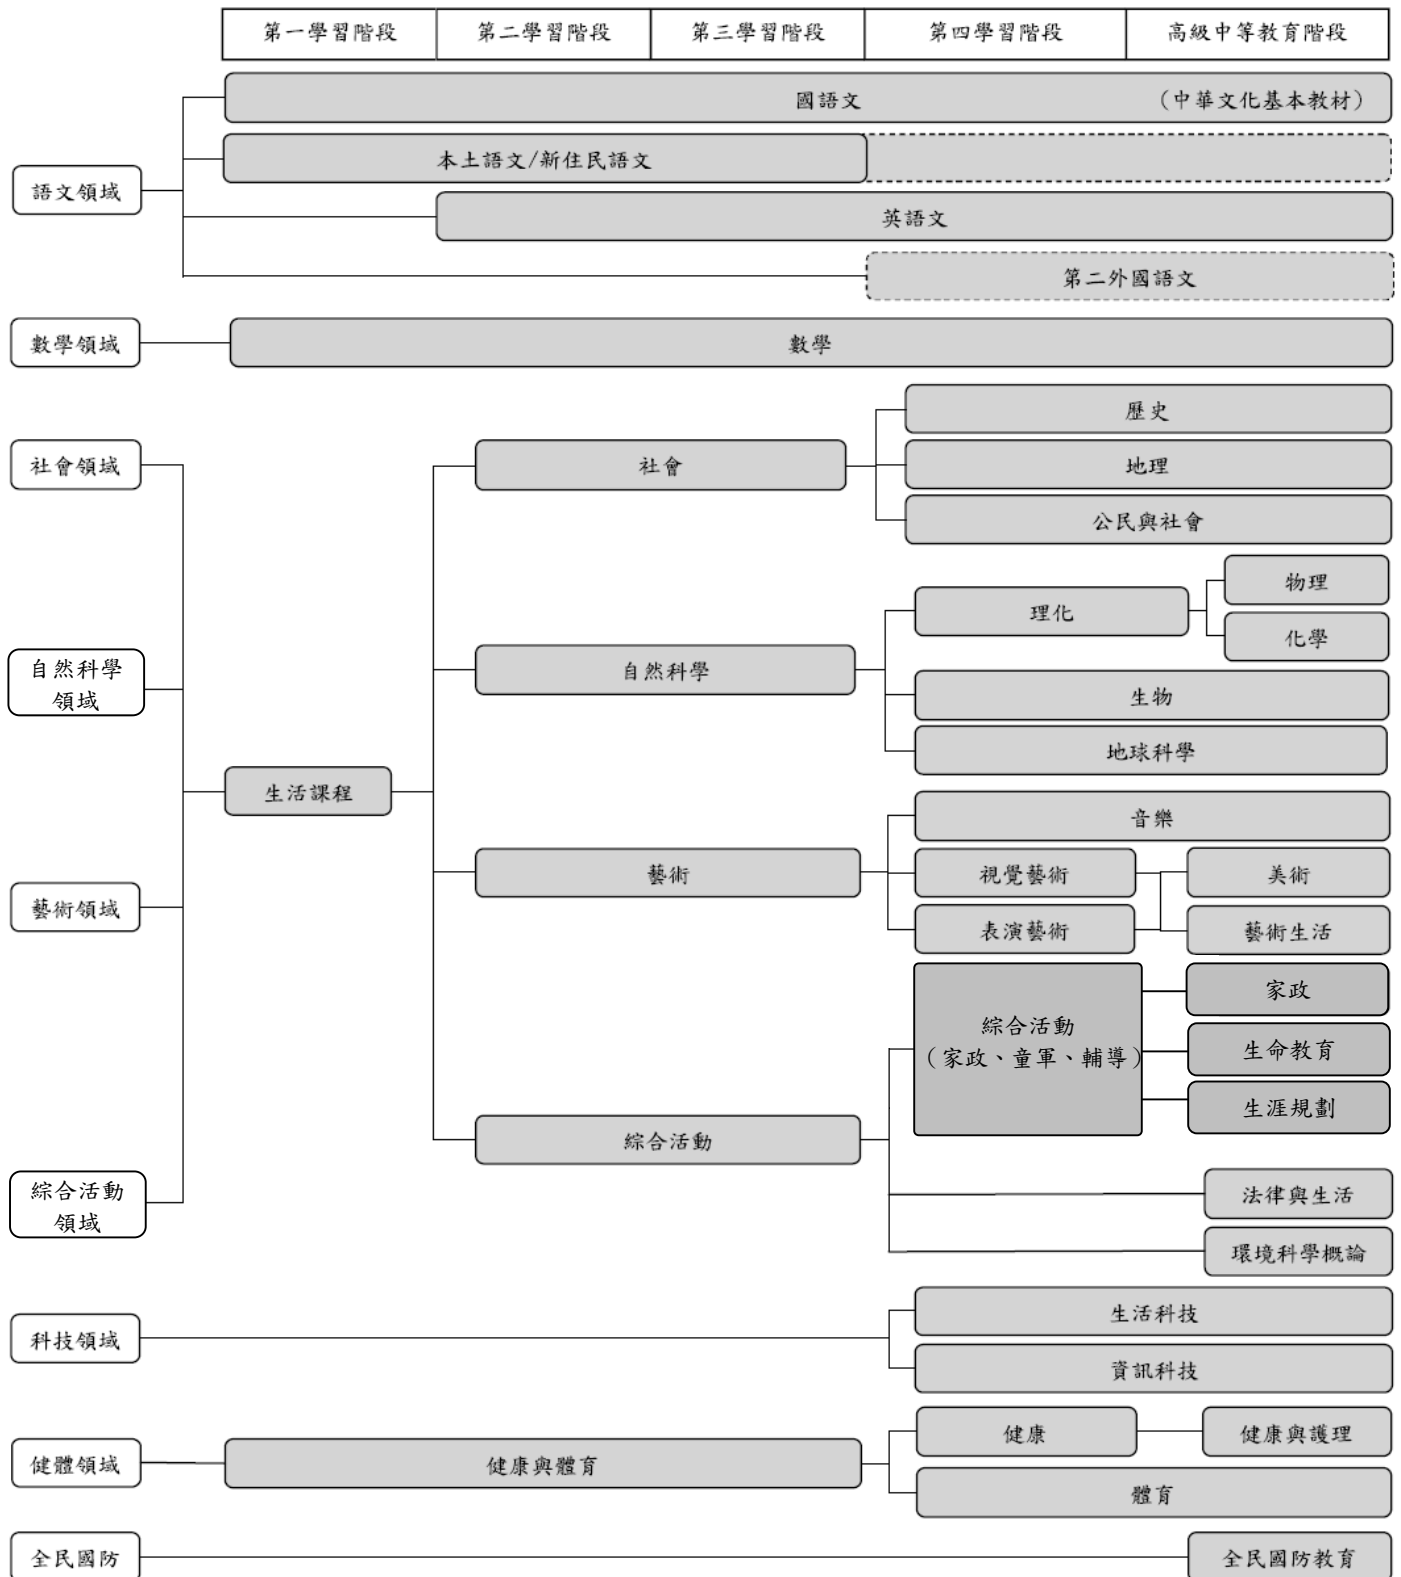 第一學習階段
第二學習階段
第三學習階段
第四學習階段
高級中等教育階段
國語文
(中華文化基本教材)
本土語文/新住民語文
語文領域
英語文
第二外國語文
數學領域
數學
歷史
社會領域
社會
地理
公民與社會
物理
理化
化學
自然科學
領域
自然科學
生物
地球科學
生活課程
音樂
藝術領域
藝術
視覺藝術
美術
表演藝術
藝術生活
家政
綜合活動
(家政、童軍、輔導)
生命教育
生涯規劃
綜合活動
綜合活動
領域
法律與生活
環境科學概論
生活科技
科技領域
資訊科技
健康
健康與護理
健體領域
健康與體育
體育
全民國防
全民國防教育